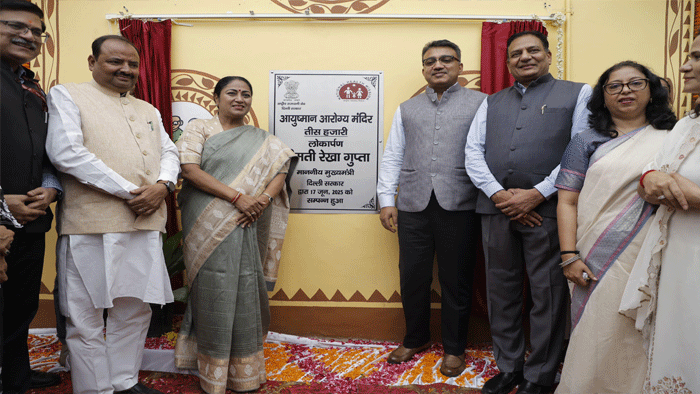 आयुष्मान आरोग्य मंदिर
तीस हजारी
लोकार्पण
मती रेखा गुप्ता
माननीय मुख्यमंत्री
दिल्ली सरकार
द्वारा 17 जून, 2025 को
सम्पन्न हुआ